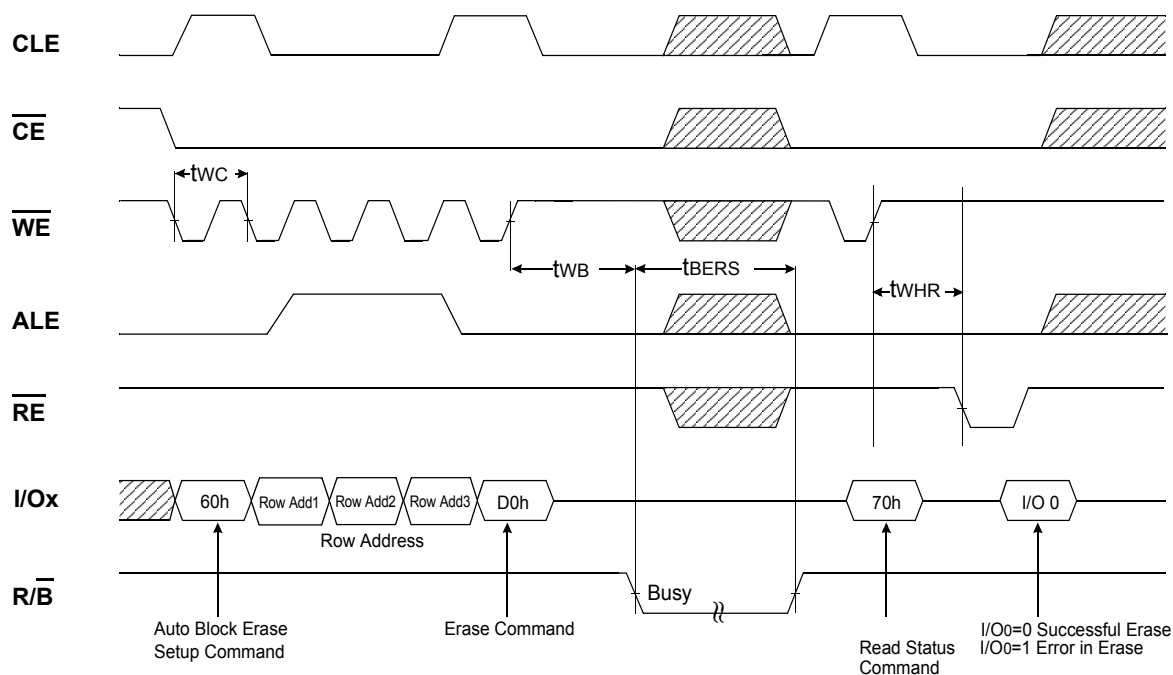 CLE
CE
tWC
WE
tWB
tBERS
tWHR
ALE
RE
I/Ox
60h
Row Add1
Row Add2
Row Add3
D0h
70h
I/O 0
Row Address
R/B
Busy
Auto Block Erase
Setup Command
Erase Command
Read Status
Command
I/O0=0 Successful Erase
I/O0=1 Error in Erase